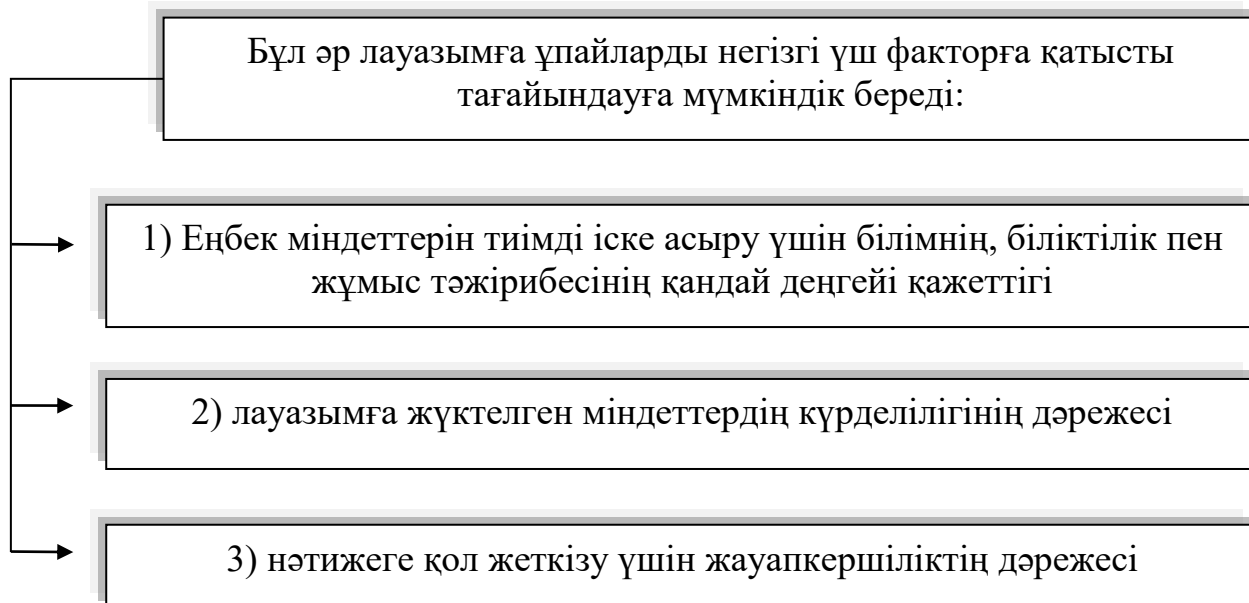 Бұл әр лауазымға ұпайларды негізгі үш факторға қатысты
тағайындауға мүмкіндік береді:
1) Еңбек міндеттерін тиімді іске асыру үшін білімнің, біліктілік пен
жұмыс тәжірибесінің қандай деңгейі қажеттігі
2) лауазымға жүктелген міндеттердің күрделілігінің дәрежесі
3) нәтижеге қол жеткізу үшін жауапкершіліктің дәрежесі